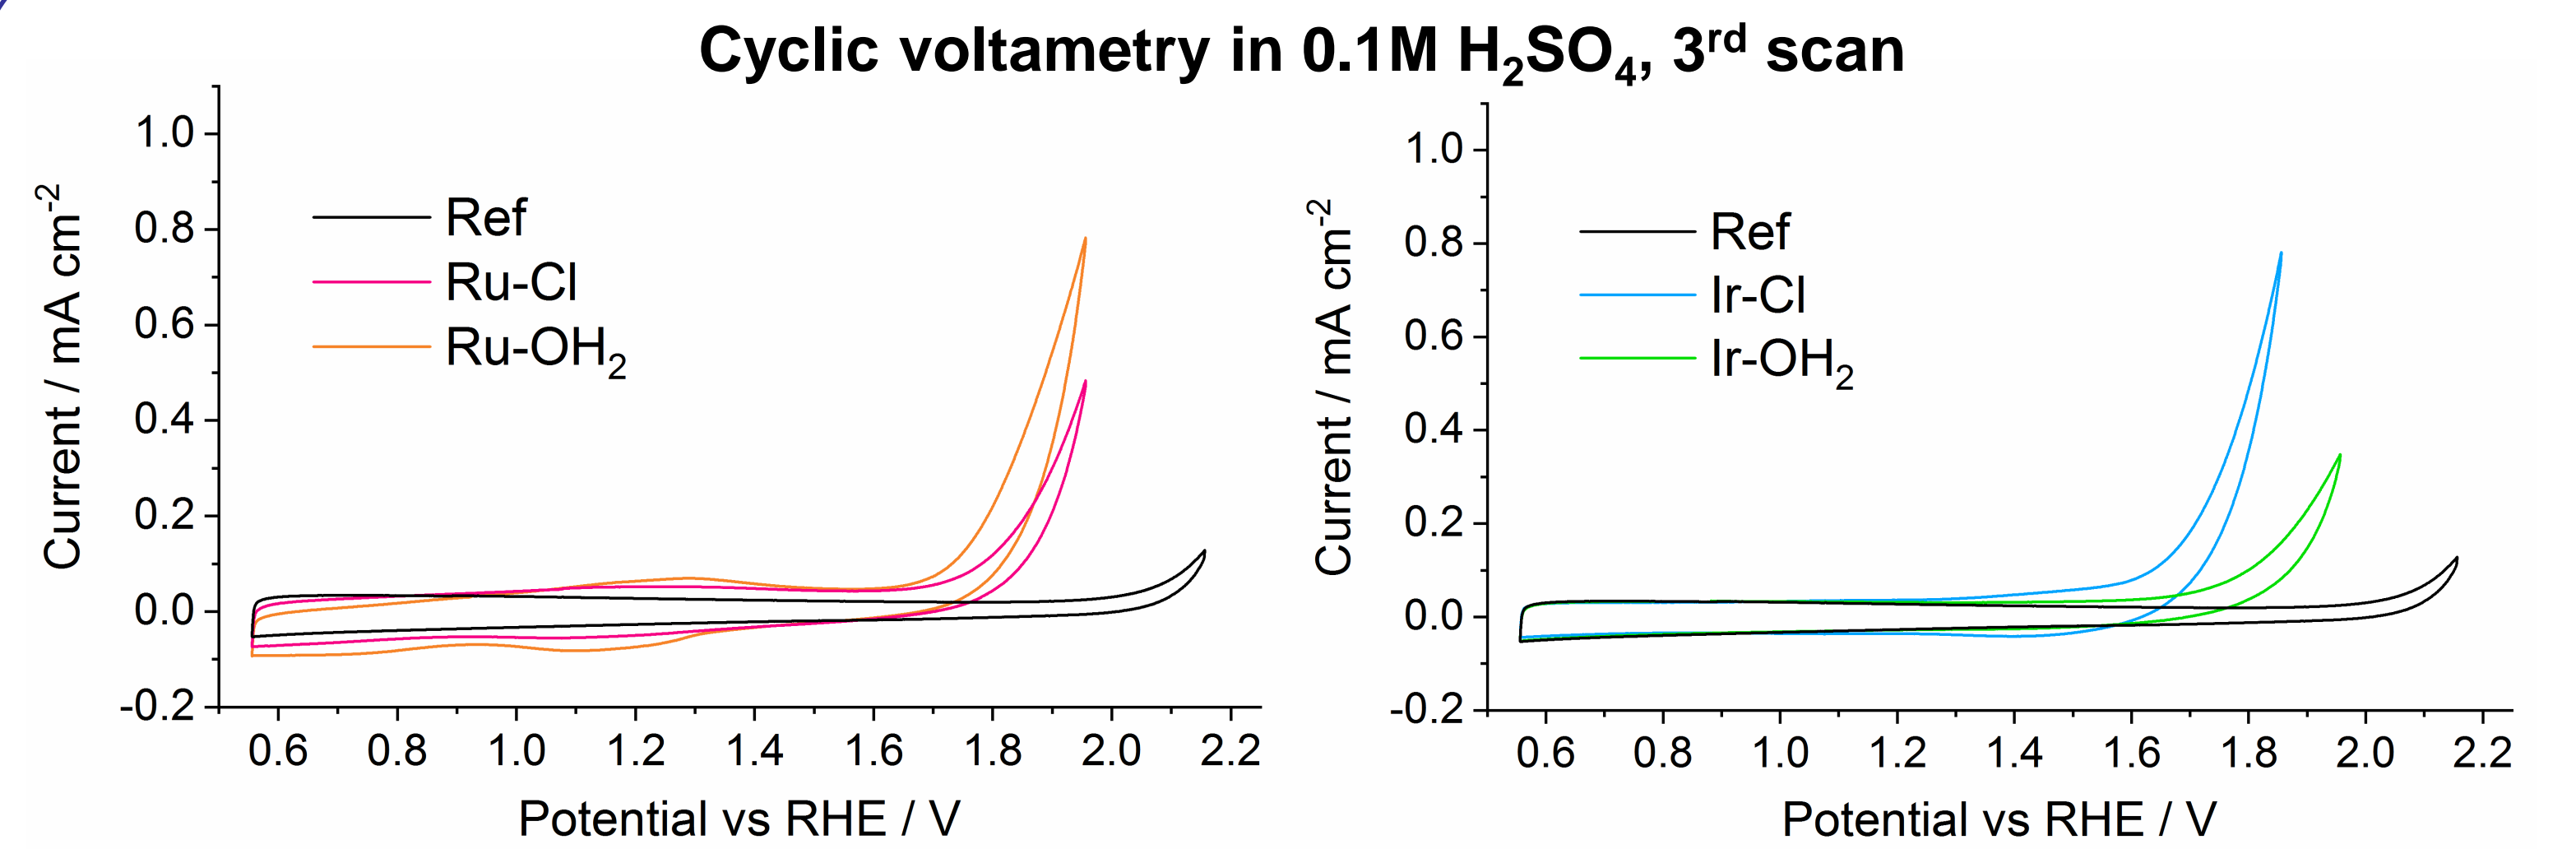 Cyclic voltametry in 0.1M H₂SO₄, 3ʳᵈ scan
Current / mA cm⁻²
1.0
0.8
0.6
0.4
0.2
0.0
-0.2
Ref
Ru-Cl
Ru-OH₂
0.6 0.8 1.0 1.2 1.4 1.6 1.8 2.0 2.2
Potential vs RHE / V
Current / mA cm⁻²
1.0
0.8
0.6
0.4
0.2
0.0
-0.2
Ref
Ir-Cl
Ir-OH₂
0.6 0.8 1.0 1.2 1.4 1.6 1.8 2.0 2.2
Potential vs RHE / V